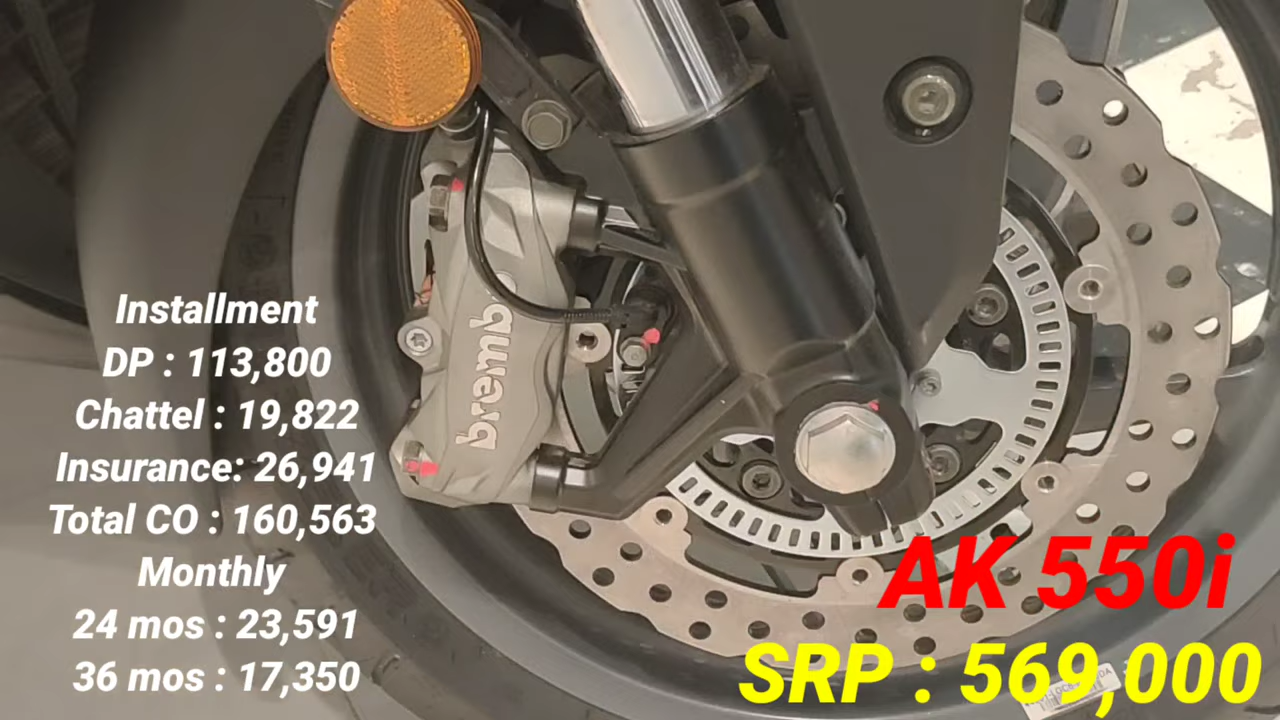 Installment
DP : 113,800
Chattel : 19,822
Insurance: 26,941
Total CO : 160,563
Monthly
24 mos : 23,591
36 mos : 17,350
brembo
AK 550i
SRP : 569,000